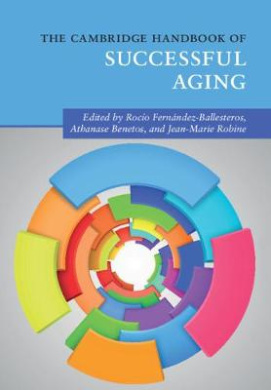 THE CAMBRIDGE HANDBOOK OF
SUCCESSFUL
AGING
Edited by Rocío Fernández-Ballesteros,
Athanase Benetos, and Jean-Marie Robine